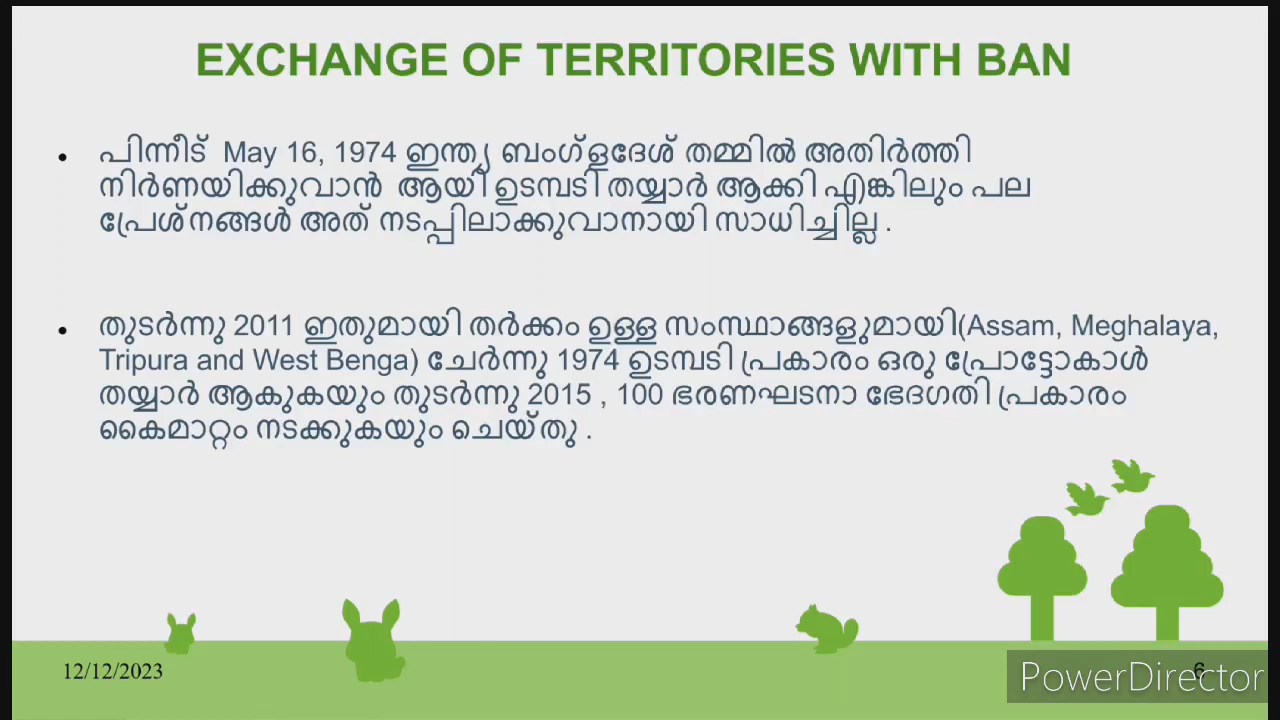 EXCHANGE OF TERRITORIES WITH BAN
• പിന്നീട് May 16, 1974 ഇന്ത്യ ബംഗ്ളദേശ് തമ്മിൽ അതിർത്തി
നിർണയിക്കുവാൻ ആയി ഉടമ്പടി തയ്യാർ ആക്കി എങ്കിലും പല
പ്രേശ്നങ്ങൾ അത് നടപ്പിലാക്കുവാനായി സാധിച്ചില്ല .
• തുടർന്നു 2011 ഇതുമായി തർക്കം ഉള്ള സംസ്ഥാങ്ങളുമായി(Assam, Meghalaya,
Tripura and West Benga) ചേർന്നു 1974 ഉടമ്പടി പ്രകാരം ഒരു പ്രോട്ടോകാൾ
തയ്യാർ ആകുകയും തുടർന്നു 2015 , 100 ഭരണഘടനാ ഭേദഗതി പ്രകാരം
കൈമാറ്റം നടക്കുകയും ചെയ്തു .
12/12/2023
6
PowerDirector